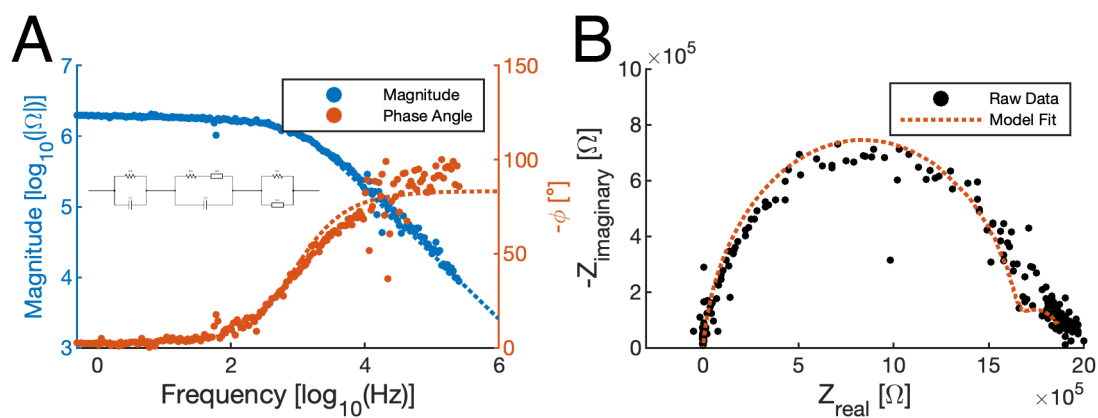 A
Magnitude [log10(|Ω|)]
7
6
5
4
3
Magnitude
Phase Angle
150
100
50
0
-ϕ [°]
0
2
4
6
Frequency [log10(Hz)]
B
×10^5
-Zimaginary [Ω]
10
8
6
4
2
0
Raw Data
Model Fit
0
5
10
15
20
Zreal [Ω]
×10^5